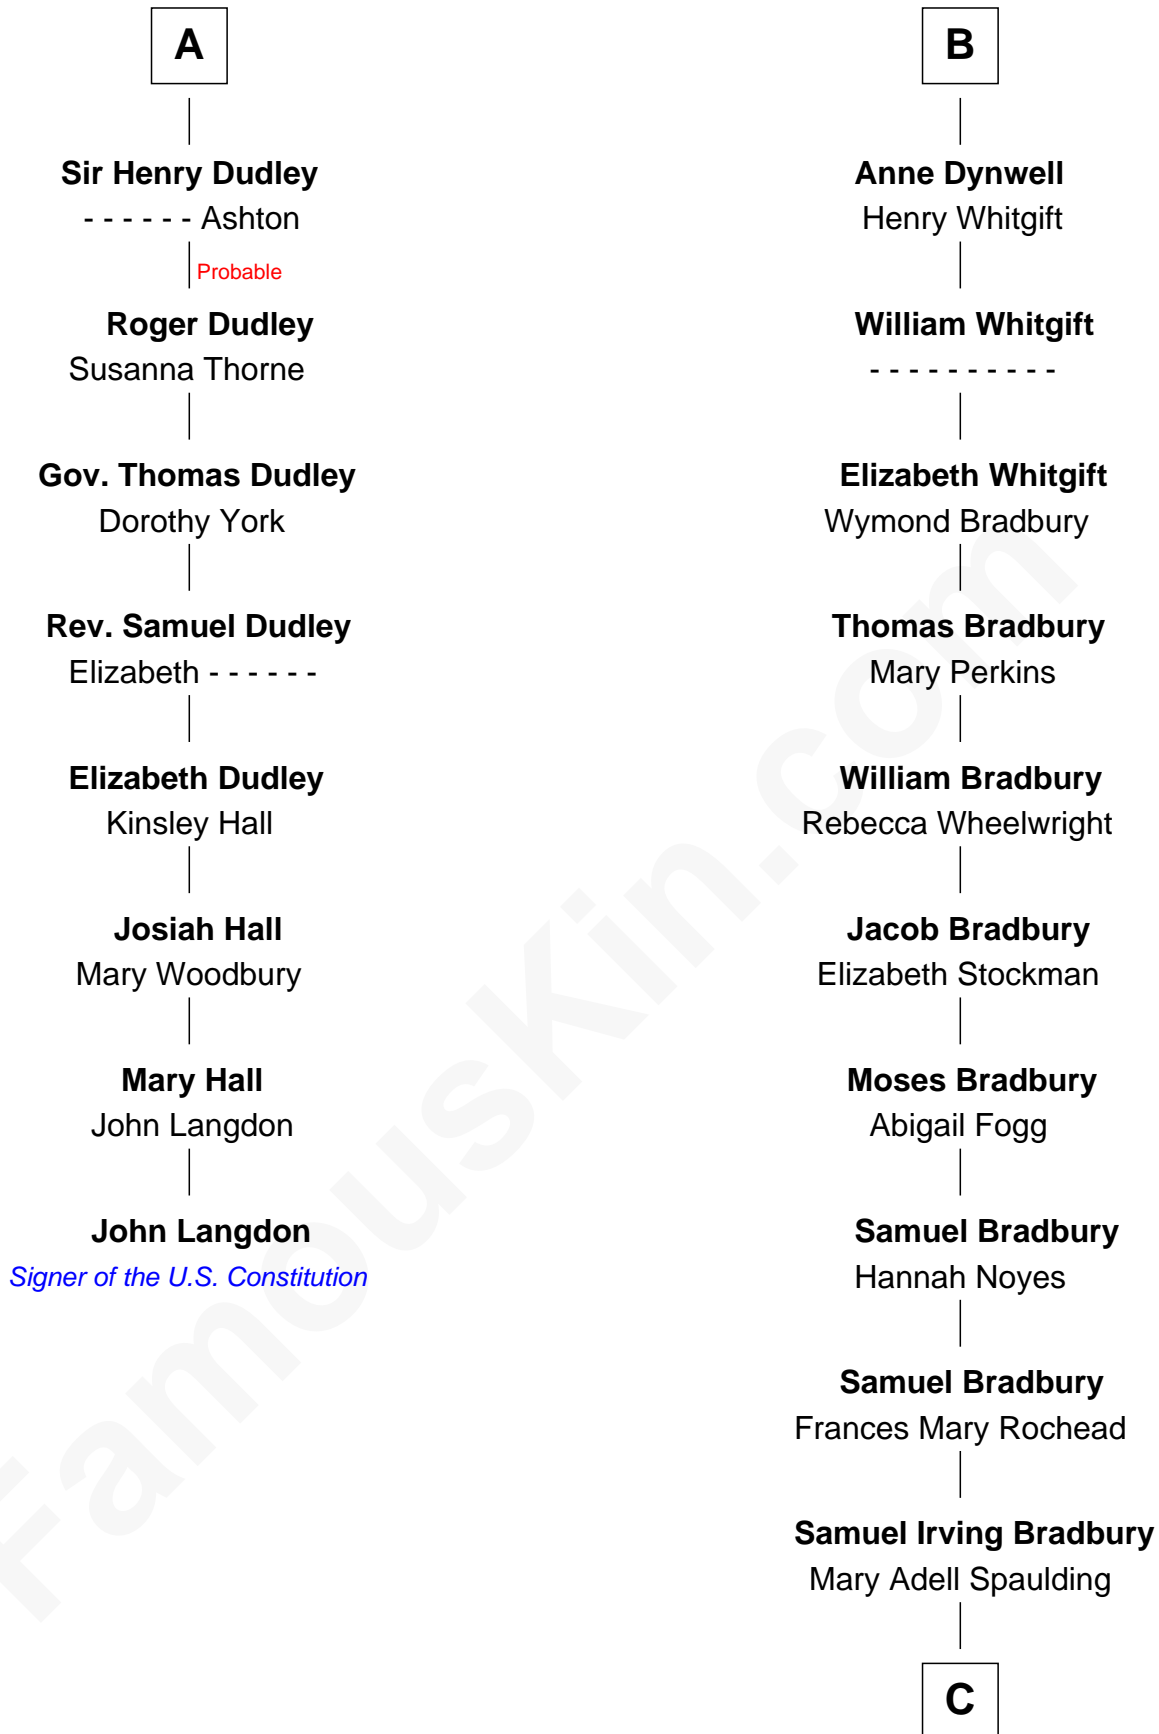 A
Sir Henry Dudley
- - - - - - Ashton
Probable
Roger Dudley
Susanna Thorne
Gov. Thomas Dudley
Dorothy York
Rev. Samuel Dudley
Elizabeth - - - - - -
Elizabeth Dudley
Kinsley Hall
Josiah Hall
Mary Woodbury
Mary Hall
John Langdon
John Langdon
Signer of the U.S. Constitution
B
Anne Dynwell
Henry Whitgift
William Whitgift
- - - - - - - - - -
Elizabeth Whitgift
Wymond Bradbury
Thomas Bradbury
Mary Perkins
William Bradbury
Rebecca Wheelwright
Jacob Bradbury
Elizabeth Stockman
Moses Bradbury
Abigail Fogg
Samuel Bradbury
Hannah Noyes
Samuel Bradbury
Frances Mary Rochead
Samuel Irving Bradbury
Mary Adell Spaulding
C
FamousKin.com